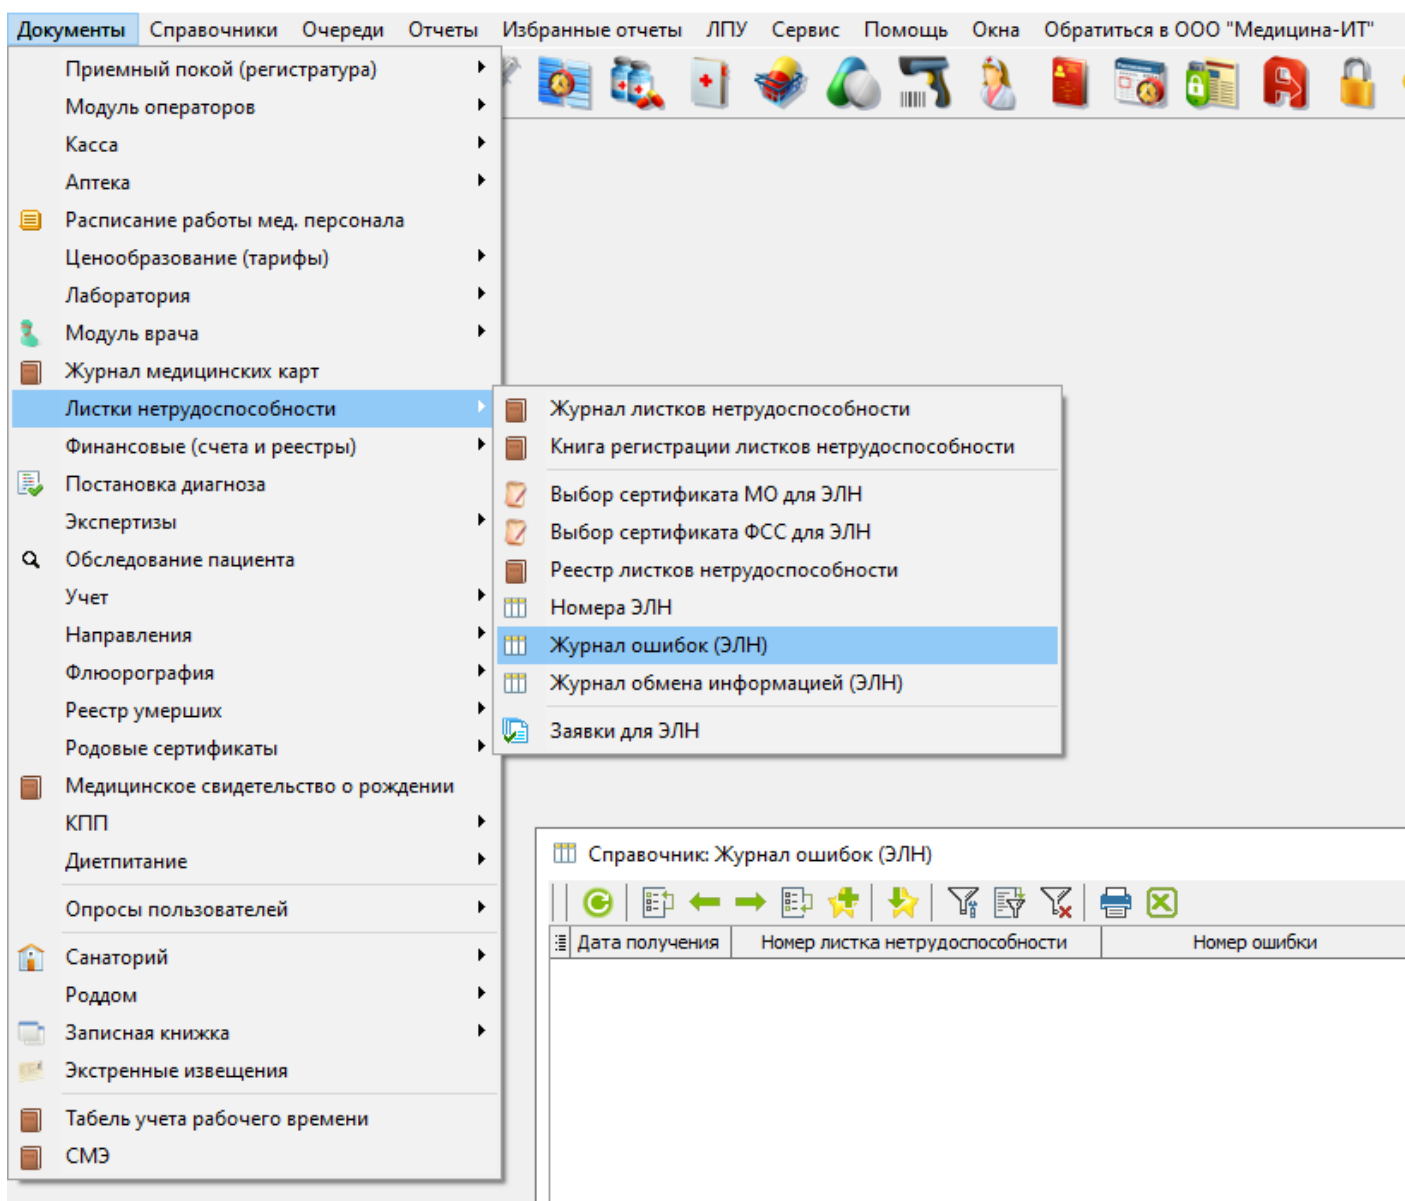 Документы Справочники Очереди Отчеты Избранные отчеты ЛПУ Сервис Помощь Окна Обратиться в ООО "Медицина-ИТ"
Приемный покой (регистратура)
Модуль операторов
Касса
Аптека
Расписание работы мед. персонала
Ценообразование (тарифы)
Лаборатория
Модуль врача
Журнал медицинских карт
Листки нетрудоспособности
Финансовые (счета и реестры)
Постановка диагноза
Экспертизы
Обследование пациента
Учет
Направления
Флюорография
Реестр умерших
Родовые сертификаты
Медицинское свидетельство о рождении
КПП
Диетпитание
Опросы пользователей
Санаторий
Роддом
Записная книжка
Экстренные извещения
Табель учета рабочего времени
СМЭ
Журнал листков нетрудоспособности
Книга регистрации листков нетрудоспособности
Выбор сертификата МО для ЭЛН
Выбор сертификата ФСС для ЭЛН
Реестр листков нетрудоспособности
Номера ЭЛН
Журнал ошибок (ЭЛН)
Журнал обмена информацией (ЭЛН)
Заявки для ЭЛН
Справочник: Журнал ошибок (ЭЛН)
Дата получения Номер листка нетрудоспособности Номер ошибки